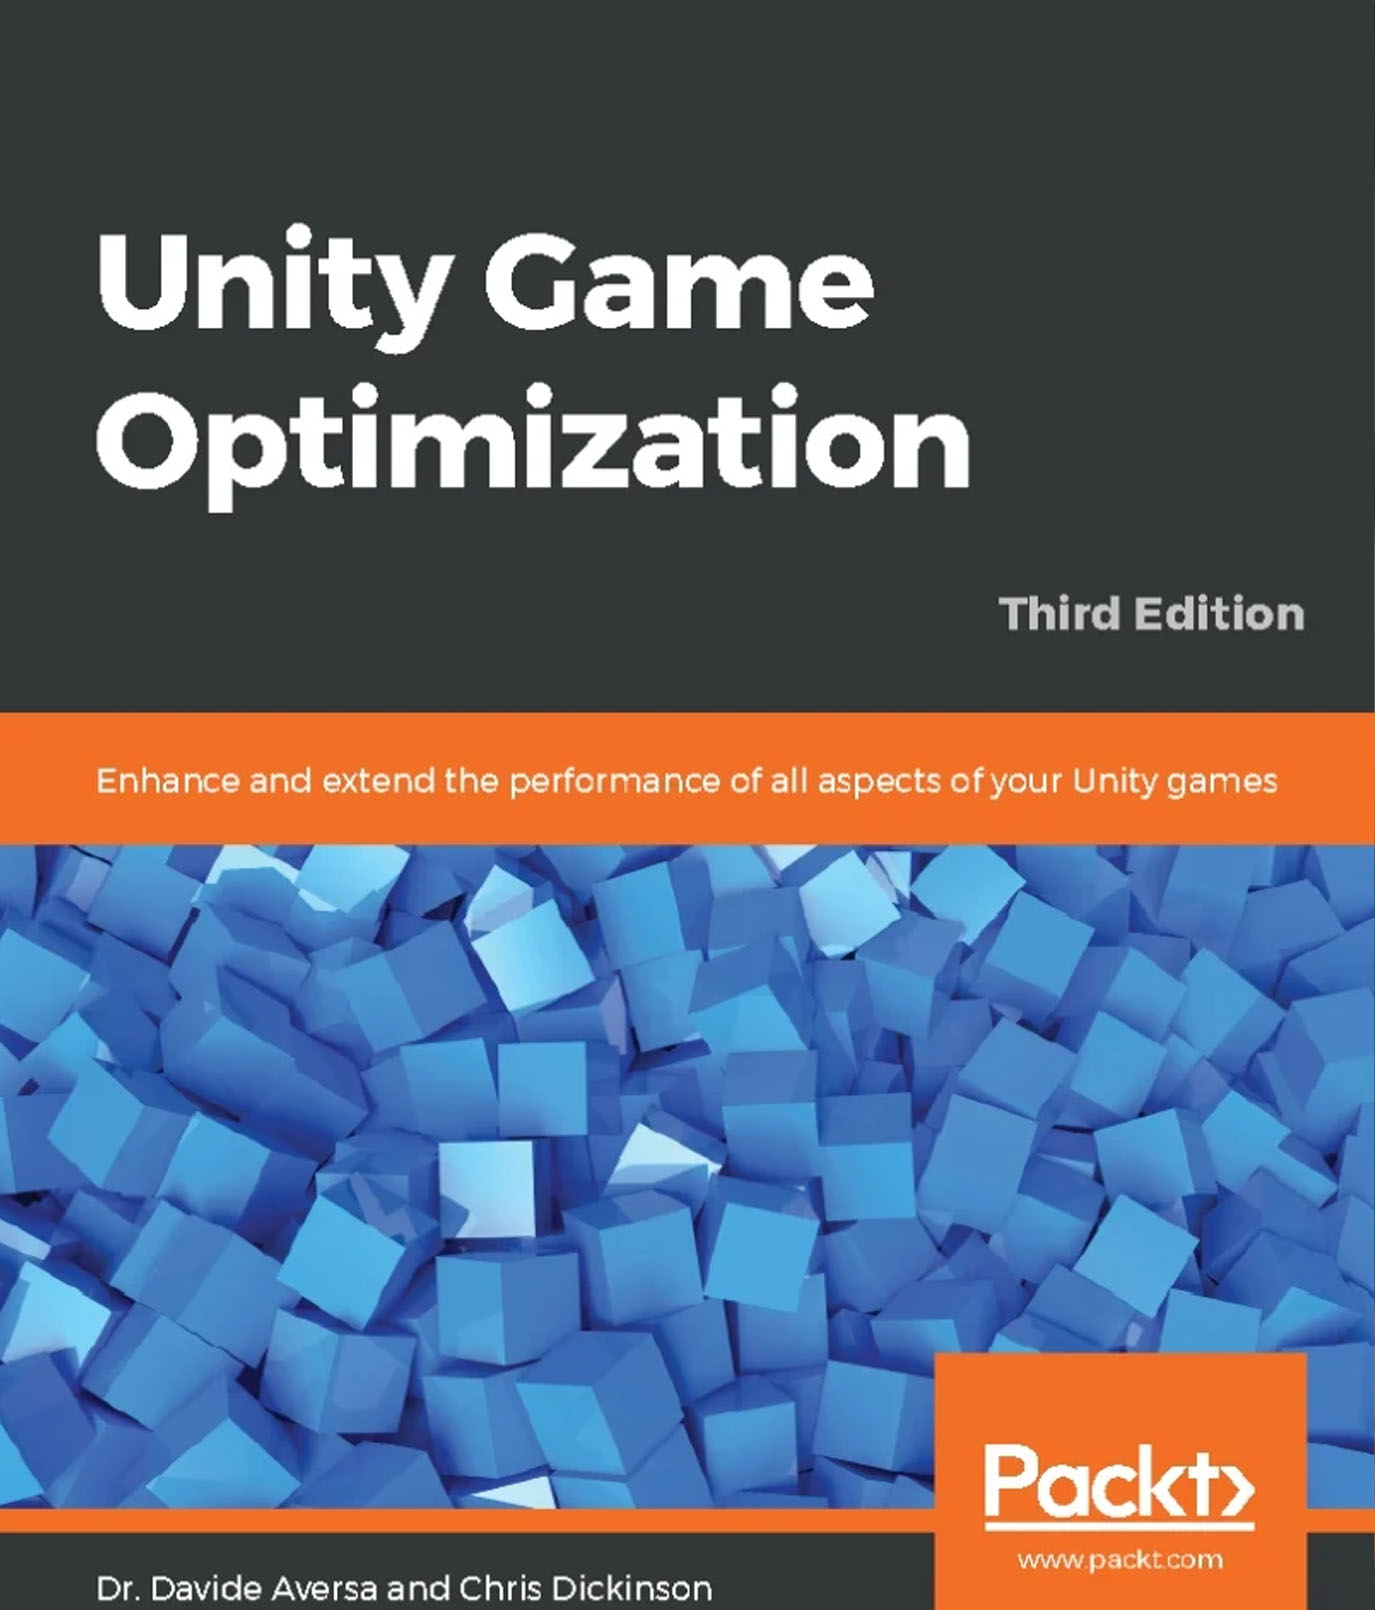 Unity Game
Optimization
Third Edition
Enhance and extend the performance of all aspects of your Unity games
Packt>
www.packt.com
Dr. Davide Aversa and Chris Dickinson